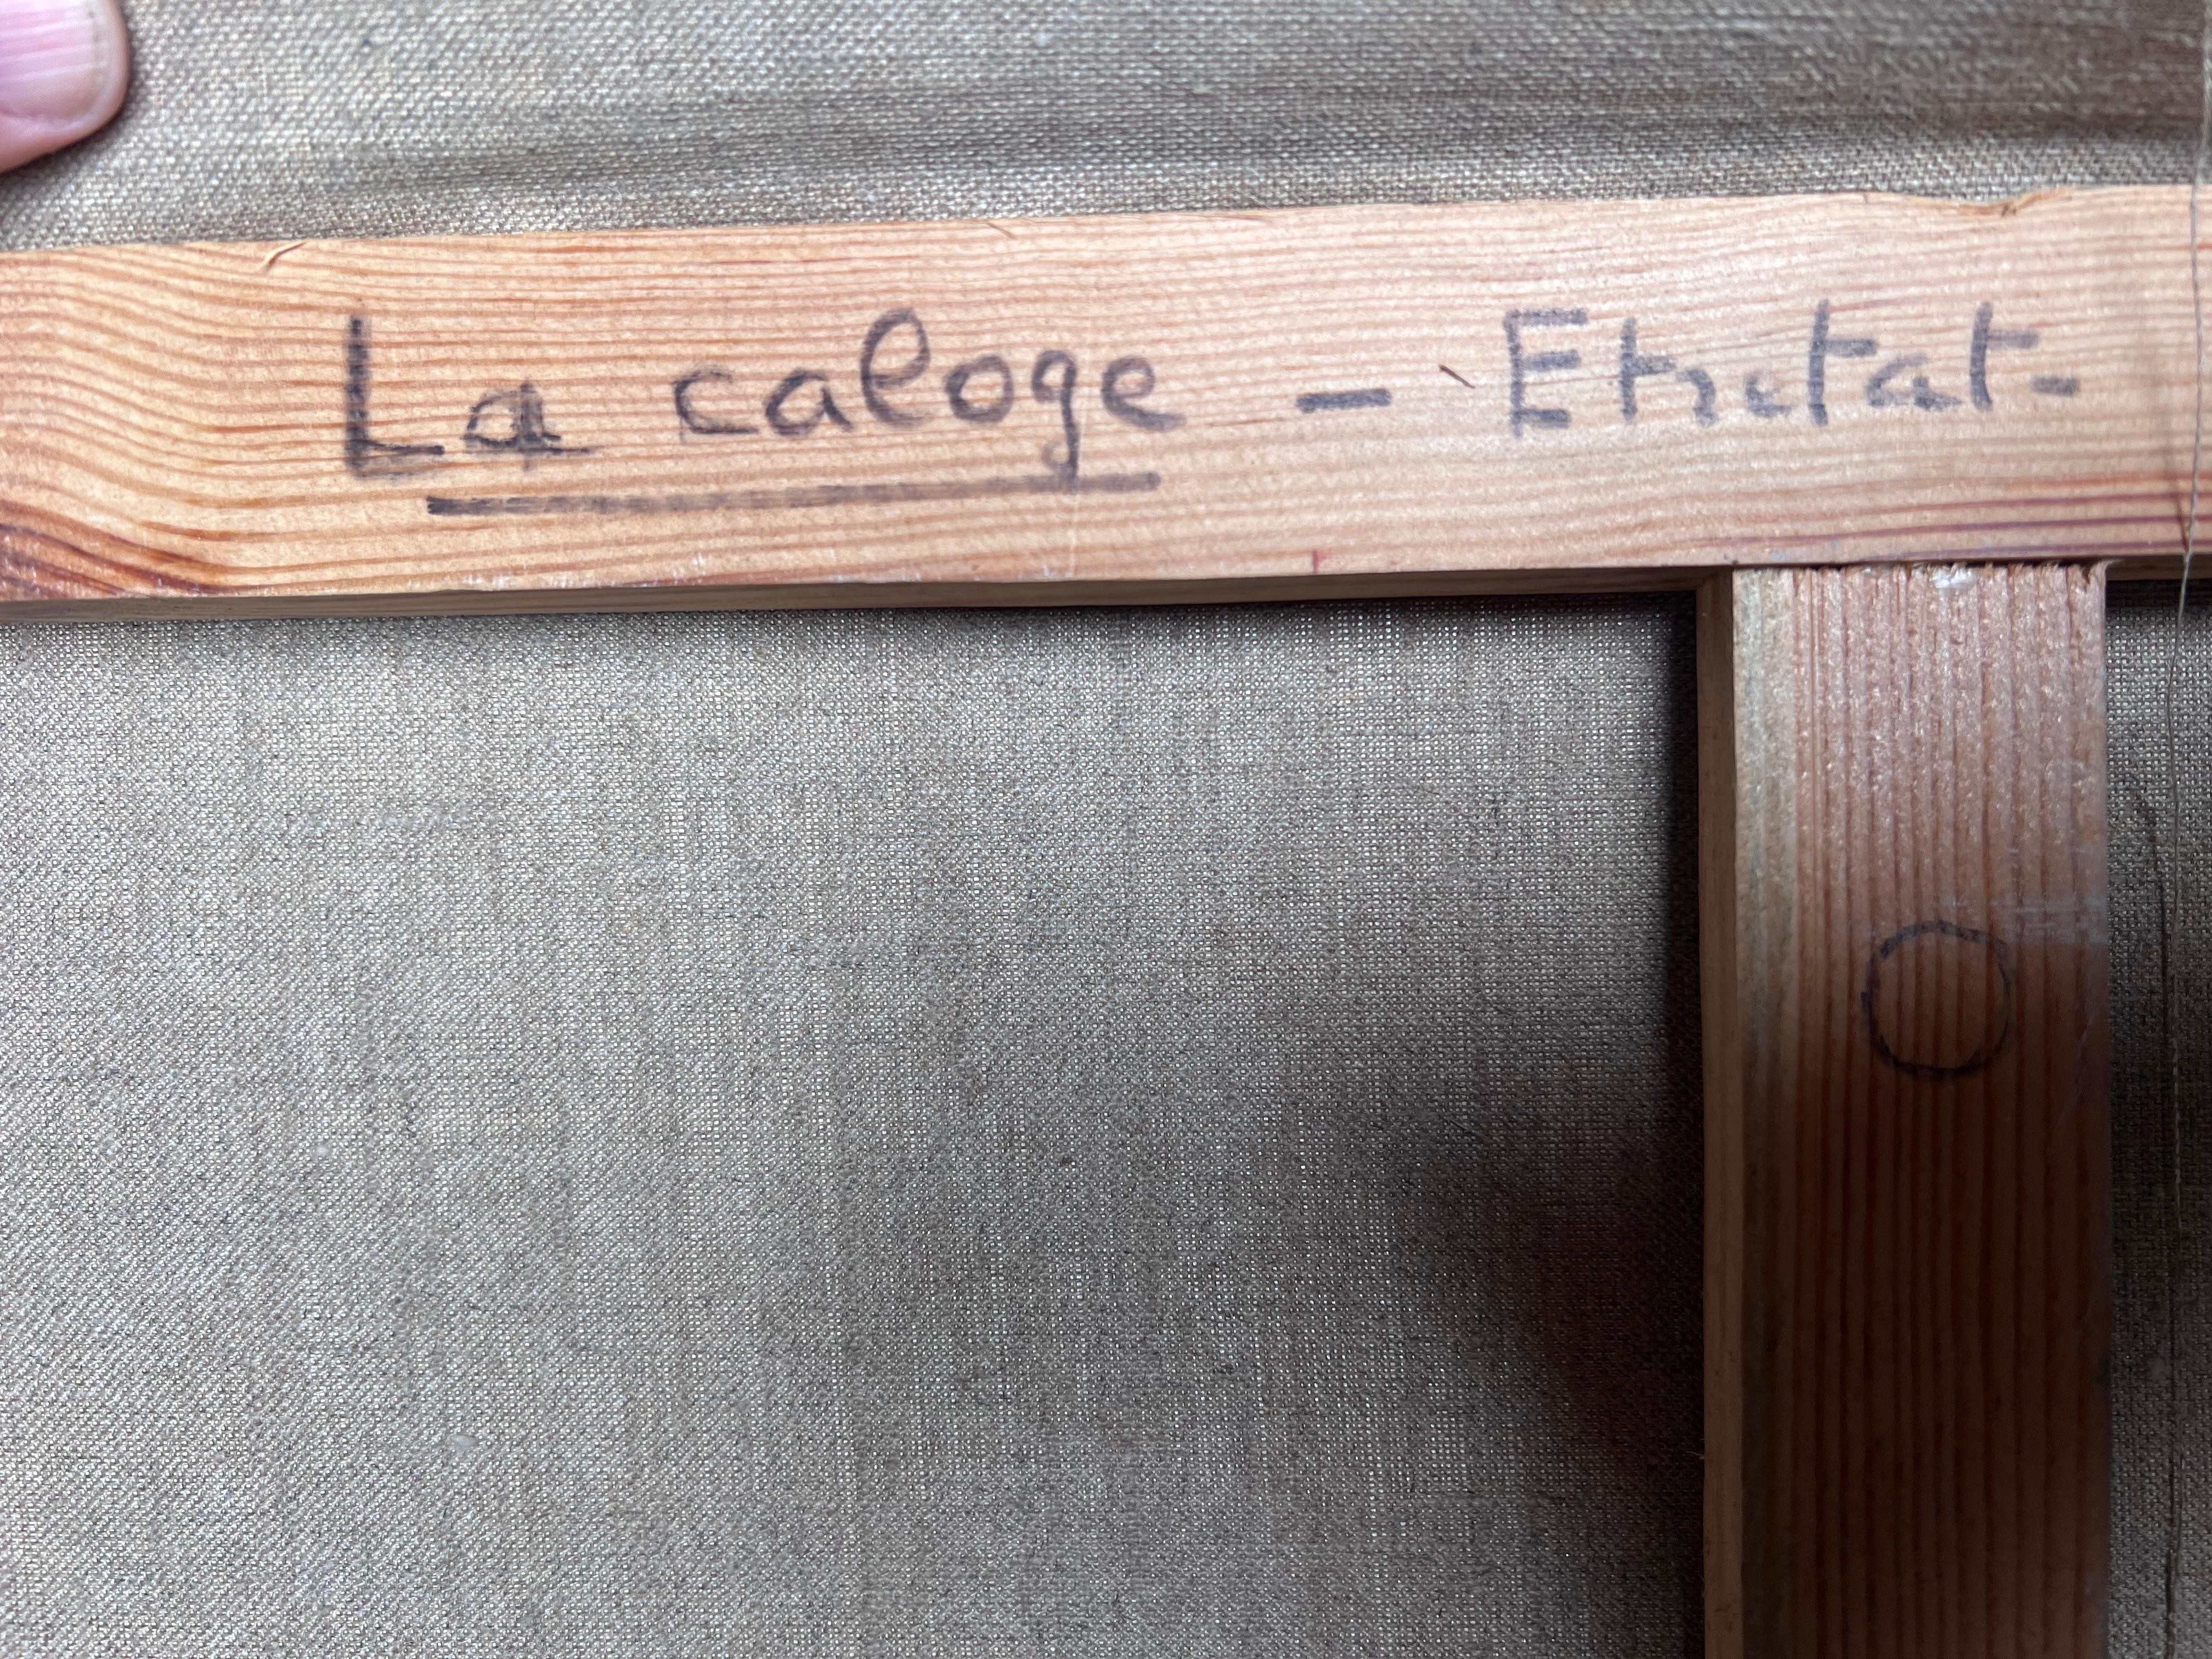 La caloge - Etretat-